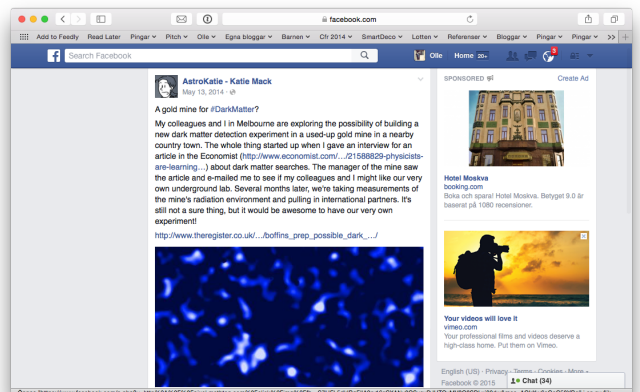 facebook.com
Add to Feedly Read Later Pingar Pitch Olle Egna bloggar Barnen Cfr 2014 SmartDeco Lotten Referenser Bloggar Pingar Pingar
f Search Facebook Olle Home 20+
AstroKatie - Katie Mack
May 13, 2014 ·
A gold mine for #DarkMatter?
My colleagues and I in Melbourne are exploring the possibility of building a
new dark matter detection experiment in a used-up gold mine in a nearby
country town. The whole thing started up when I gave an interview for an
article in the Economist (http://www.economist.com/…/21588829-physicists-
are-learning…) about dark matter searches. The manager of the mine saw
the article and e-mailed me to see if my colleagues and I might like our very
own underground lab. Several months later, we're taking measurements of
the mine's radiation environment and pulling in international partners. It's
still not a sure thing, but it would be awesome to have our very own
experiment!
http://www.theregister.co.uk/…/boffins_prep_possible_dark_…/
SPONSORED Create Ad
Hotel Moskva
booking.com
Boka och spara! Hotel Moskva. Betyget 9.0 är
baserat på 1080 recensioner.
Your videos will love it
vimeo.com
Your professional films and videos deserve a
high-class home. Put them on Vimeo.
English (US) · Privacy · Terms · Cookies · More
Facebook © 2015
Chat (34)